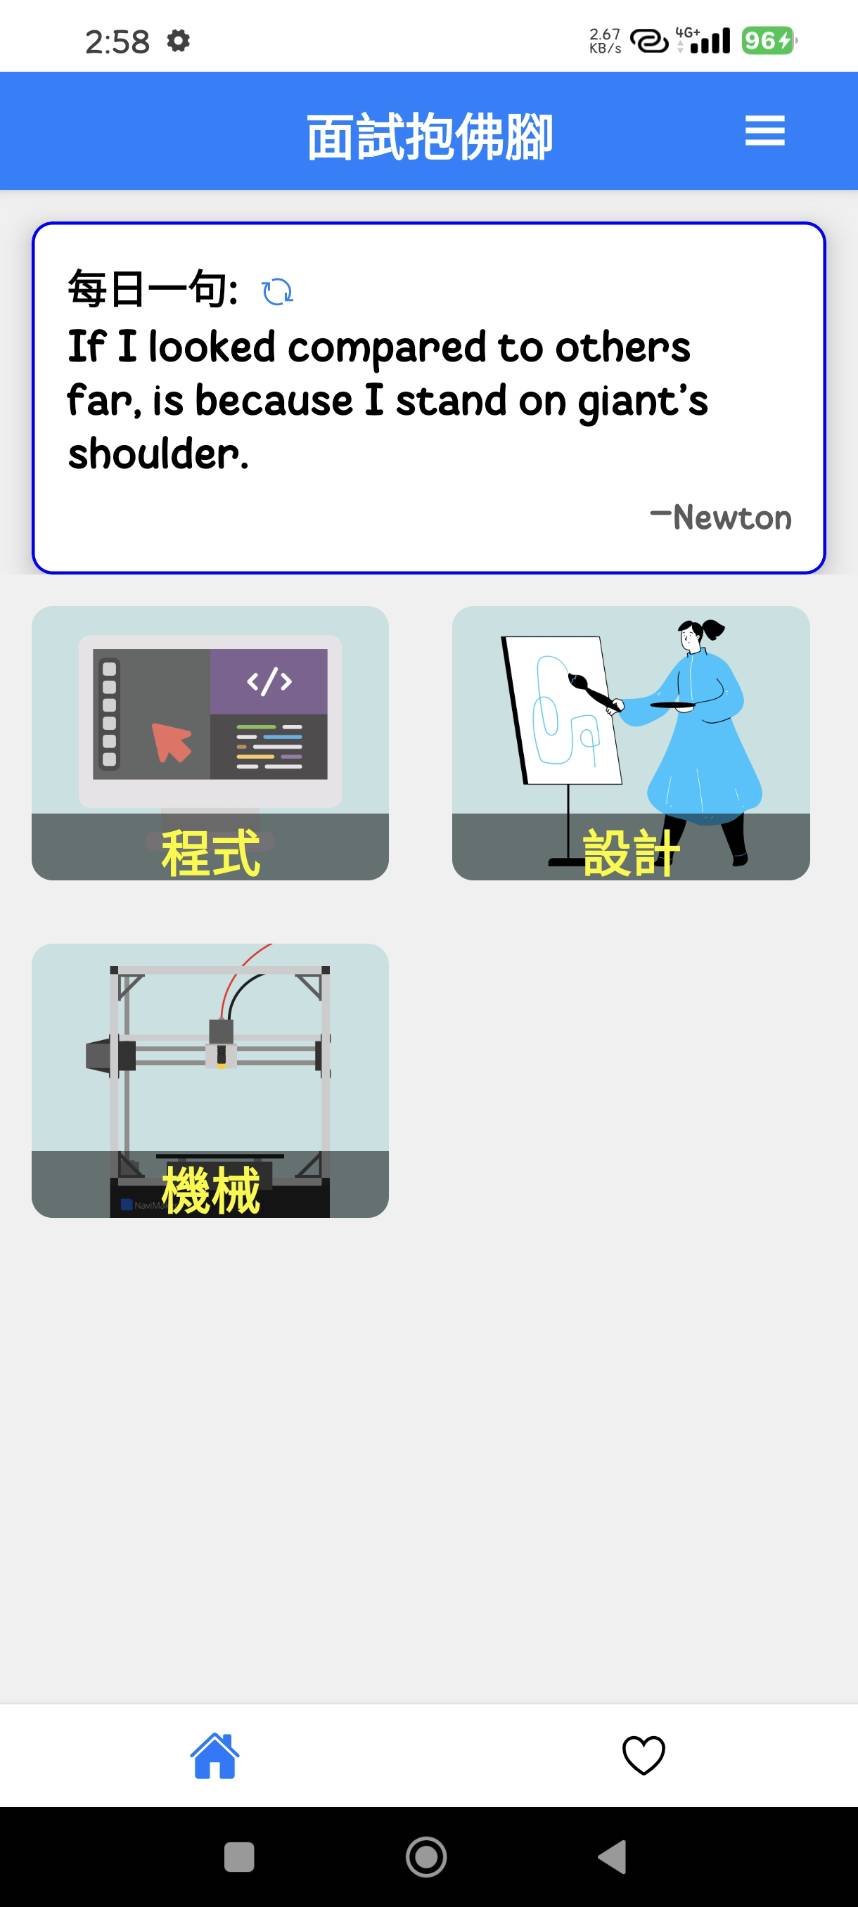 2:58
2.67
KB/s
4G+
96
面試抱佛腳
每日一句:
If I looked compared to others
far, is because I stand on giant's
shoulder.
—Newton
</>
程式
設計
機械